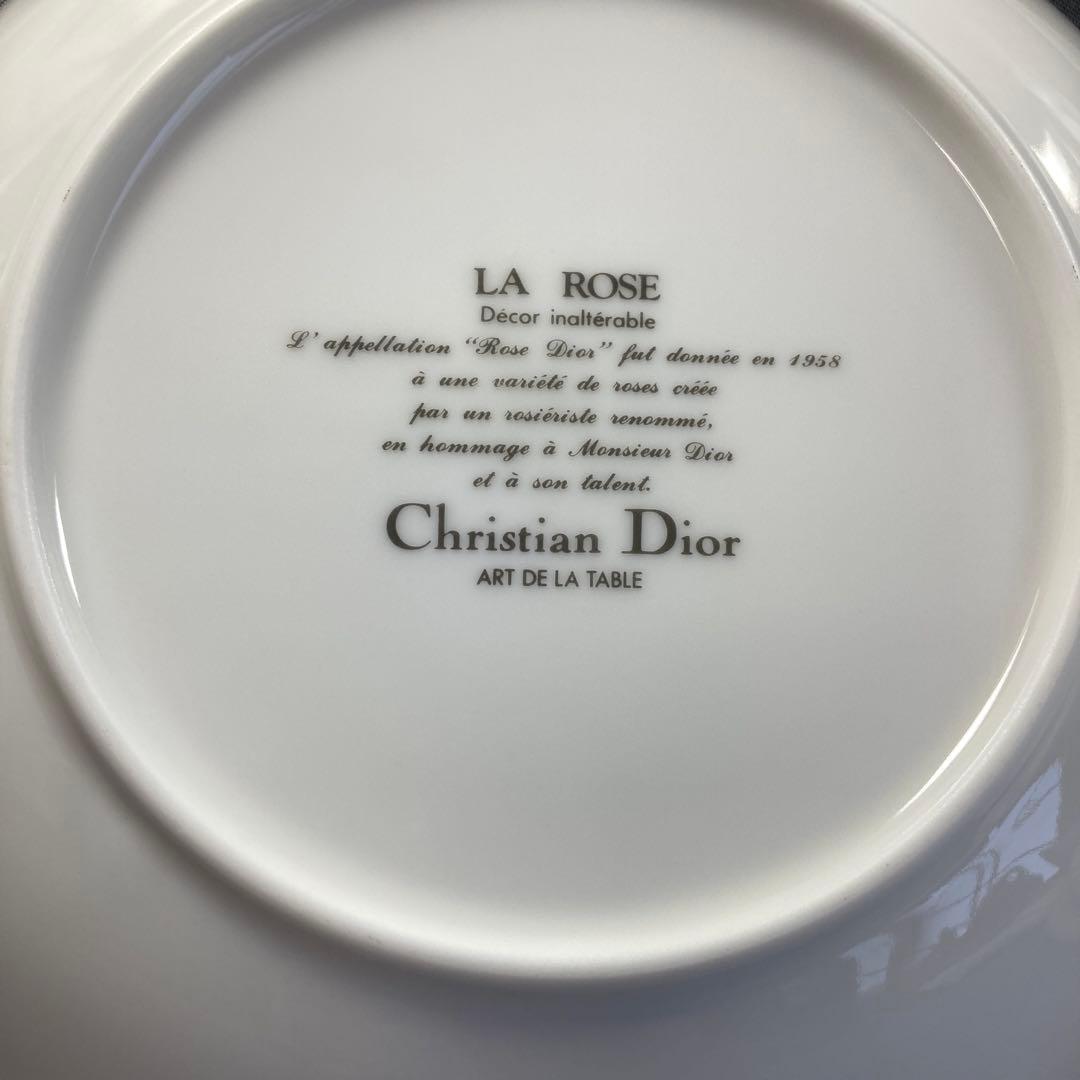 LA ROSE
Décor inaltérable
L'appellation “Rose Dior” fut donnée en 1958
à une variété de roses créée
par un rosiériste renommé,
en hommage à Monsieur Dior
et à son talent.
Christian Dior
ART DE LA TABLE